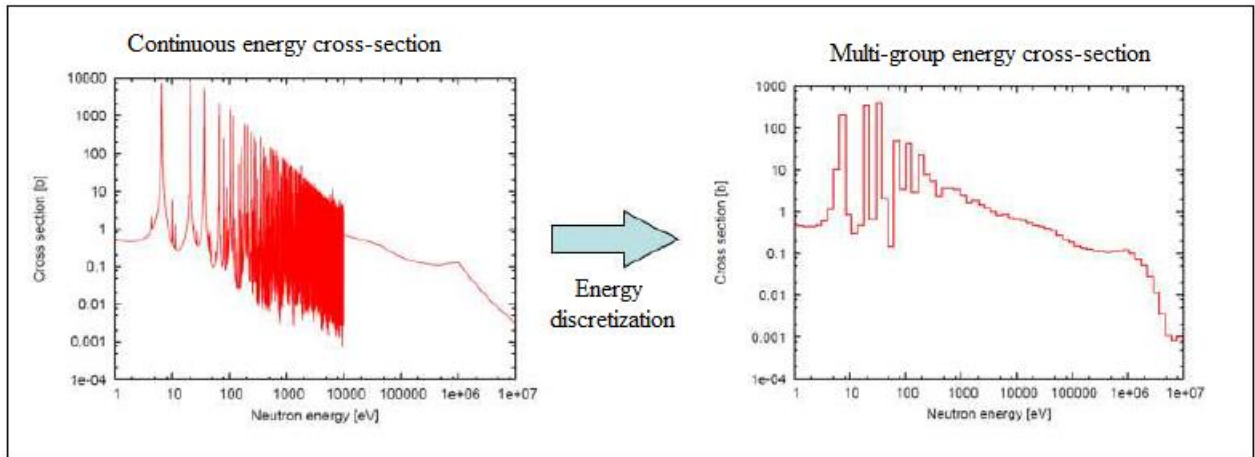 Continuous energy cross-section
10000
1000
100
10
1
0.1
0.01
0.001
1e-04
Cross section [b]
1 10 100 1000 10000 100000 1e+06 1e+07
Neutron energy [eV]
Energy
discretization
Multi-group energy cross-section
1000
100
10
1
0.1
0.01
0.001
1e-04
Cross section [b]
1 10 100 1000 10000 100000 1e+06 1e+07
Neutron energy [eV]